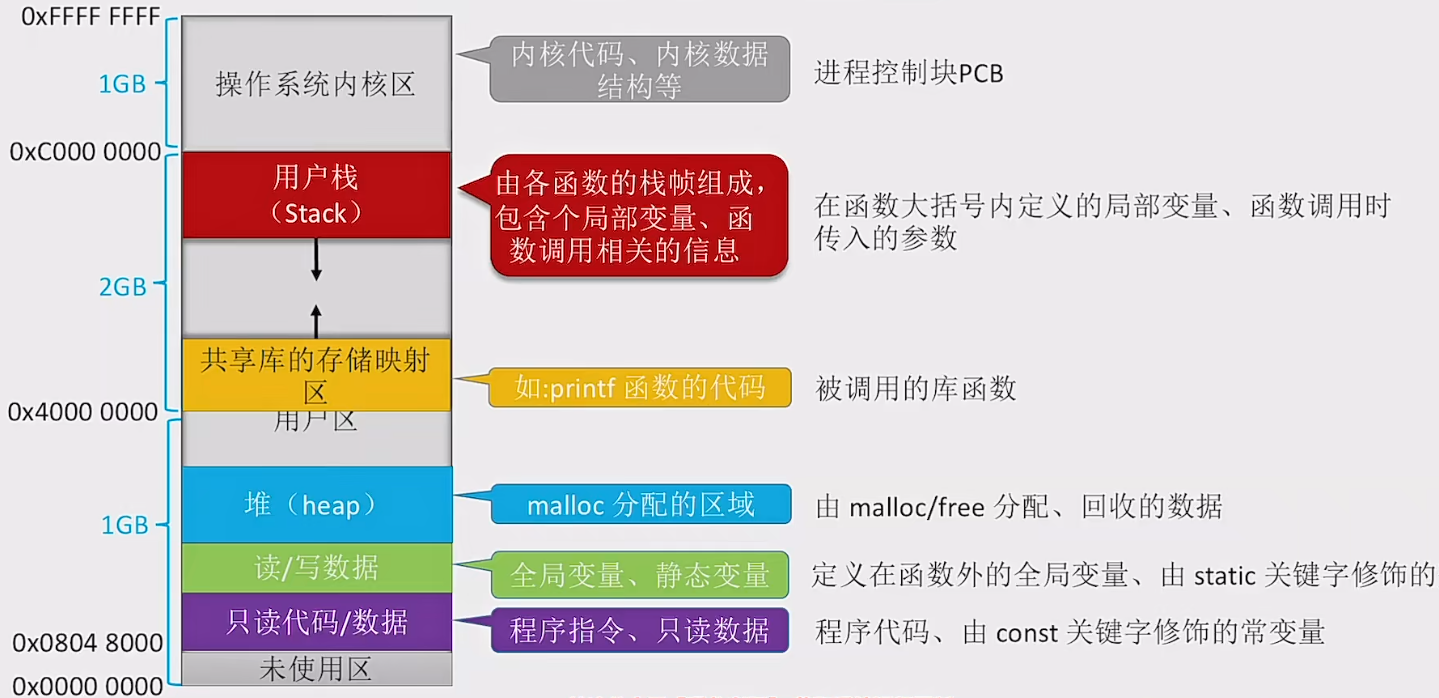 0xFFFF FFFF
1GB
操作系统内核区
内核代码、内核数据
结构等
进程控制块PCB
0xC000 0000
用户栈
（Stack）
由各函数的栈帧组成，
包含个局部变量、函
数调用相关的信息
在函数大括号内定义的局部变量、函数调用时
传入的参数
2GB
共享库的存储映射
区
如:printf 函数的代码
被调用的库函数
0x4000 0000
用户区
堆（heap）
malloc 分配的区域
由 malloc/free 分配、回收的数据
1GB
读/写数据
全局变量、静态变量
定义在函数外的全局变量、由 static 关键字修饰的
只读代码/数据
程序指令、只读数据
程序代码、由 const 关键字修饰的常变量
0x0804 8000
未使用区
0x0000 0000